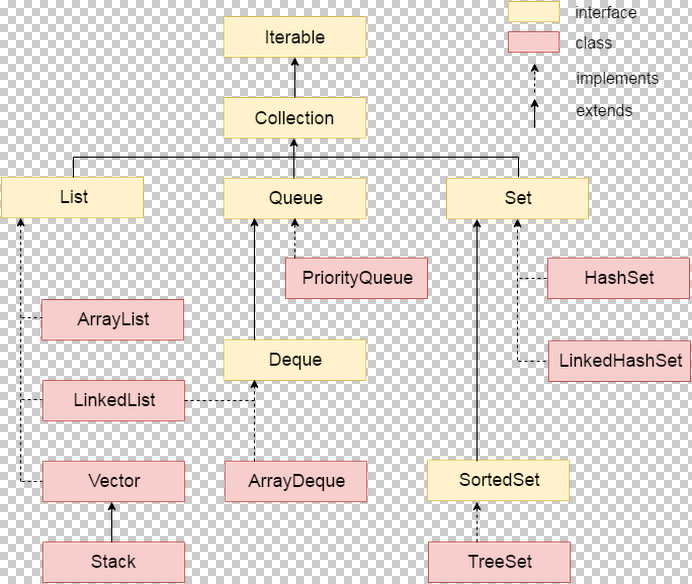 interface
Iterable
class
implements
Collection
extends
List
Queue
Set
PriorityQueue
HashSet
ArrayList
Deque
LinkedHashSet
LinkedList
Vector
ArrayDeque
SortedSet
Stack
TreeSet